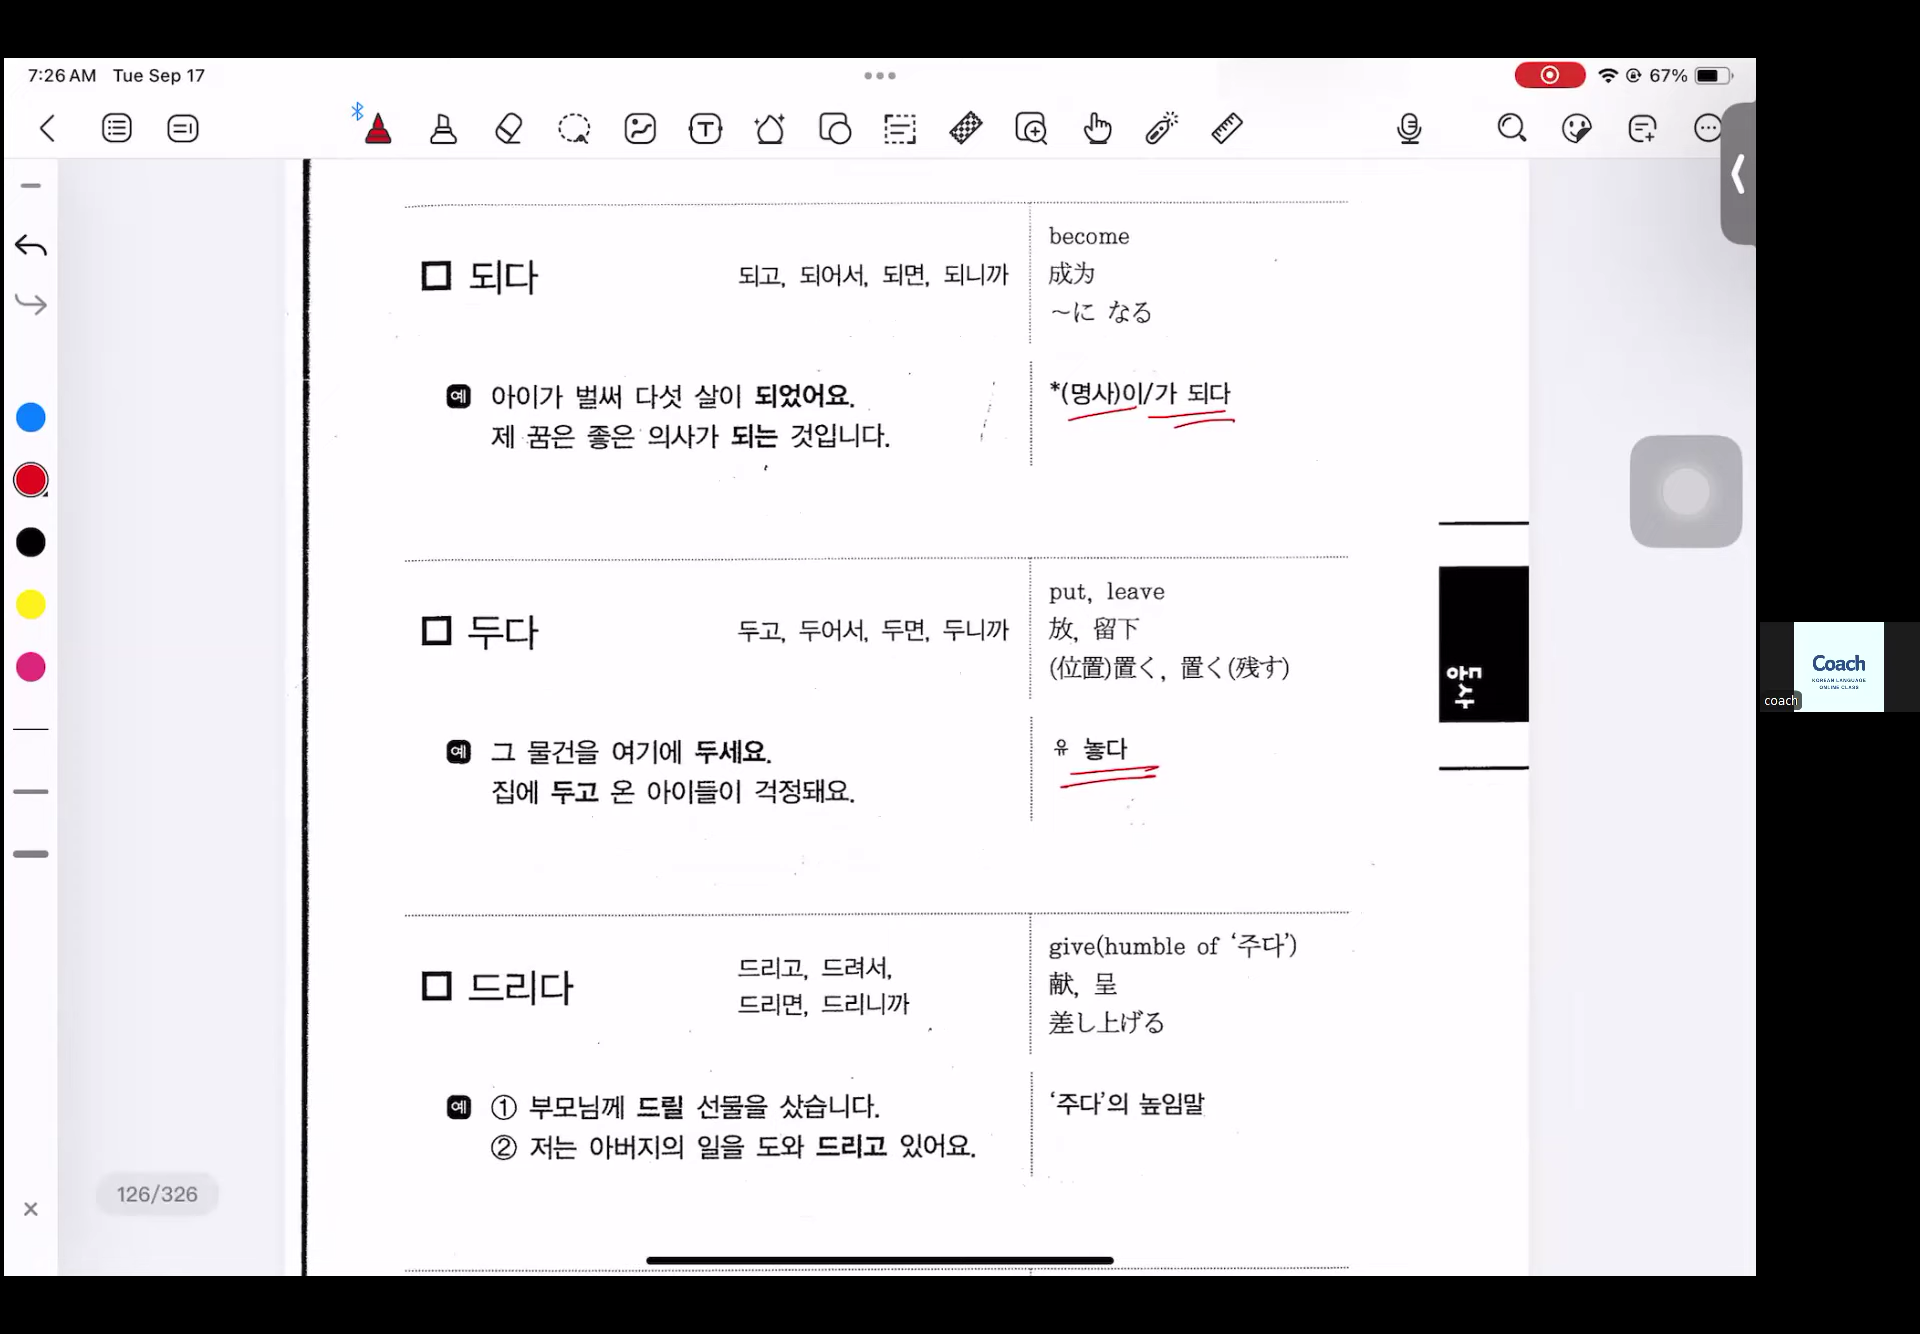 7:26 AM Tue Sep 17
67%
되다
되고, 되어서, 되면, 되니까
become
成为
～に なる
예 아이가 벌써 다섯 살이 되었어요.
제 꿈은 좋은 의사가 되는 것입니다.
*(명사)이/가 되다
두다
두고, 두어서, 두면, 두니까
put, leave
放, 留下
(位置)置く, 置く(残す)
예 그 물건을 여기에 두세요.
집에 두고 온 아이들이 걱정돼요.
유 놓다
동사
드리다
드리고, 드려서,
드리면, 드리니까
give(humble of ‘주다’)
献, 呈
差し上げる
예 ① 부모님께 드릴 선물을 샀습니다.
② 저는 아버지의 일을 도와 드리고 있어요.
‘주다’의 높임말
126/326
Coach
KOREAN LANGUAGE
ONLINE CLASS
coach